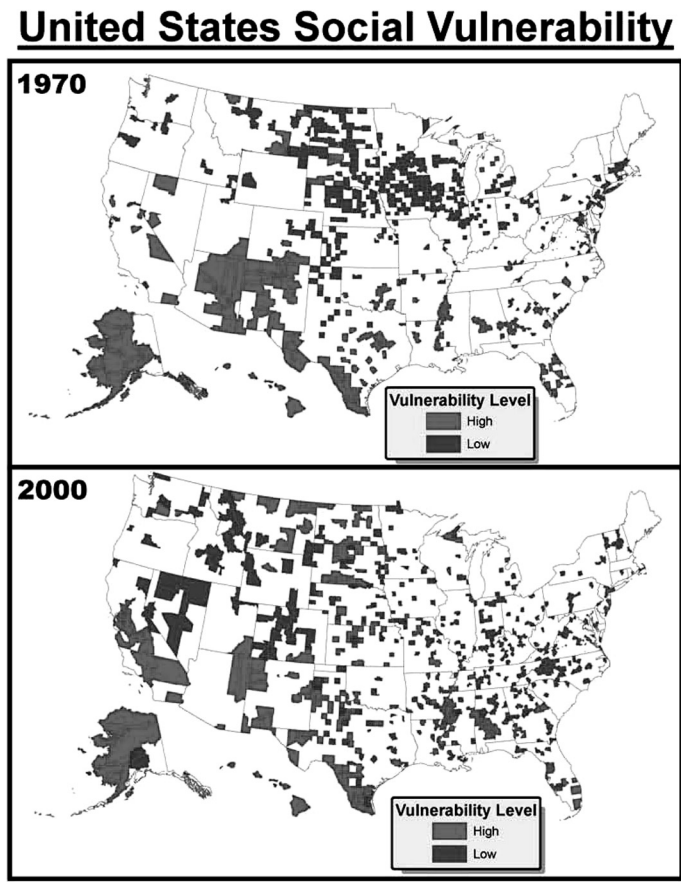 United States Social Vulnerability
1970
Vulnerability Level
High
Low
2000
Vulnerability Level
High
Low